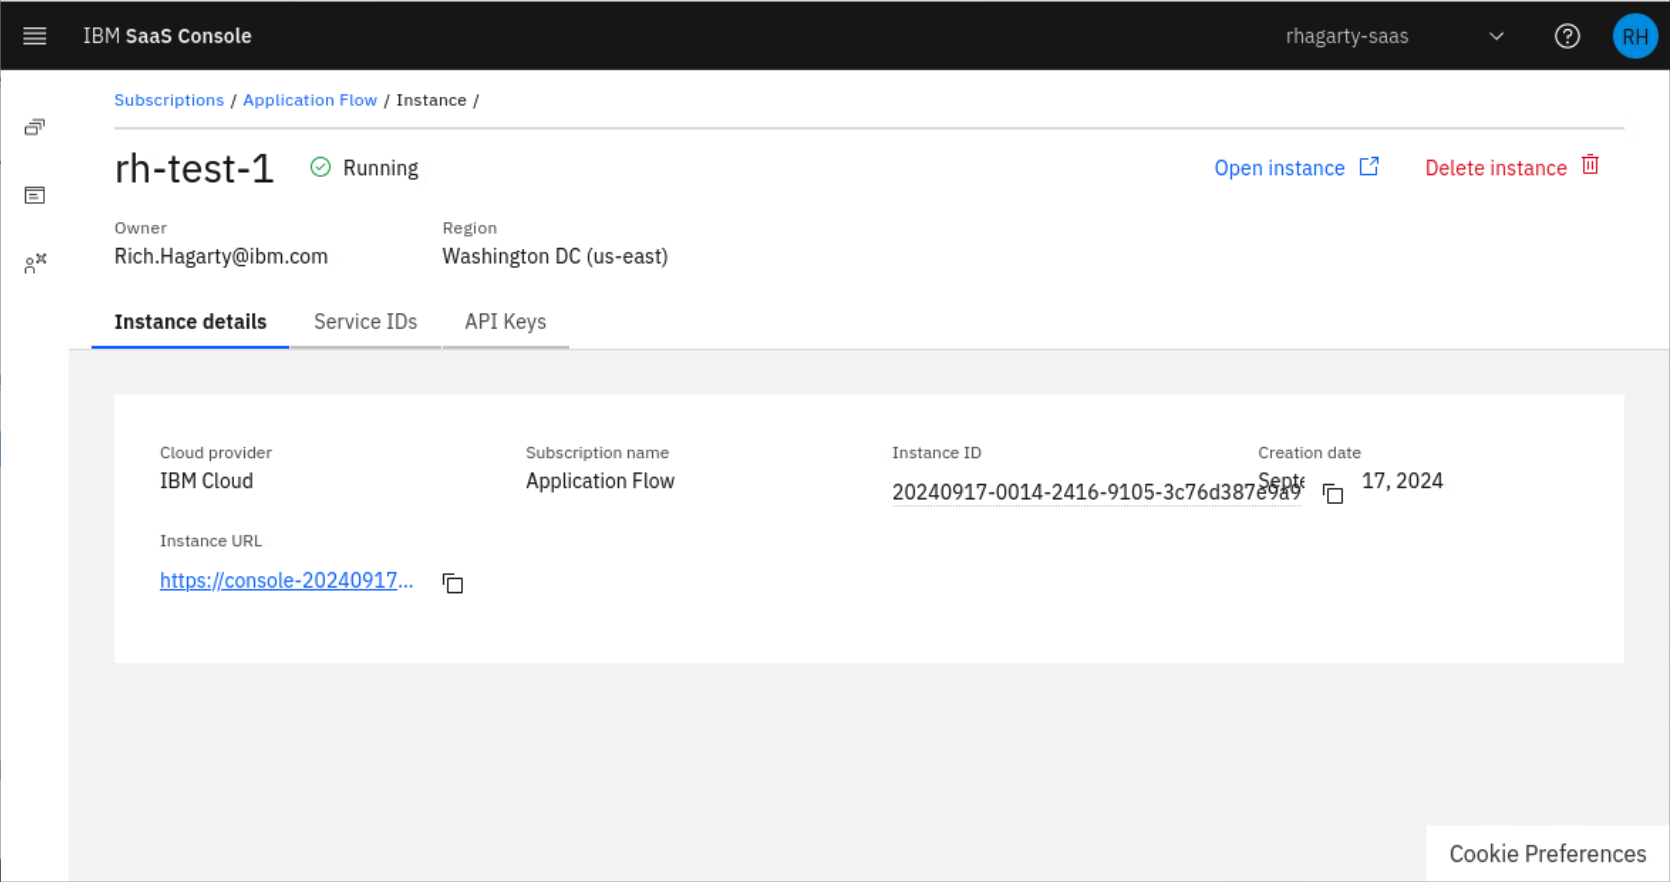 IBM SaaS Console
rhagarty-saas
RH
Subscriptions / Application Flow / Instance /
rh-test-1
Running
Open instance
Delete instance
Owner
Region
Rich.Hagarty@ibm.com
Washington DC (us-east)
Instance details
Service IDs
API Keys
Cloud provider
Subscription name
Instance ID
Creation date
IBM Cloud
Application Flow
20240917-0014-2416-9105-3c76d387e9a9
Septe 17, 2024
Instance URL
https://console-20240917...
Cookie Preferences